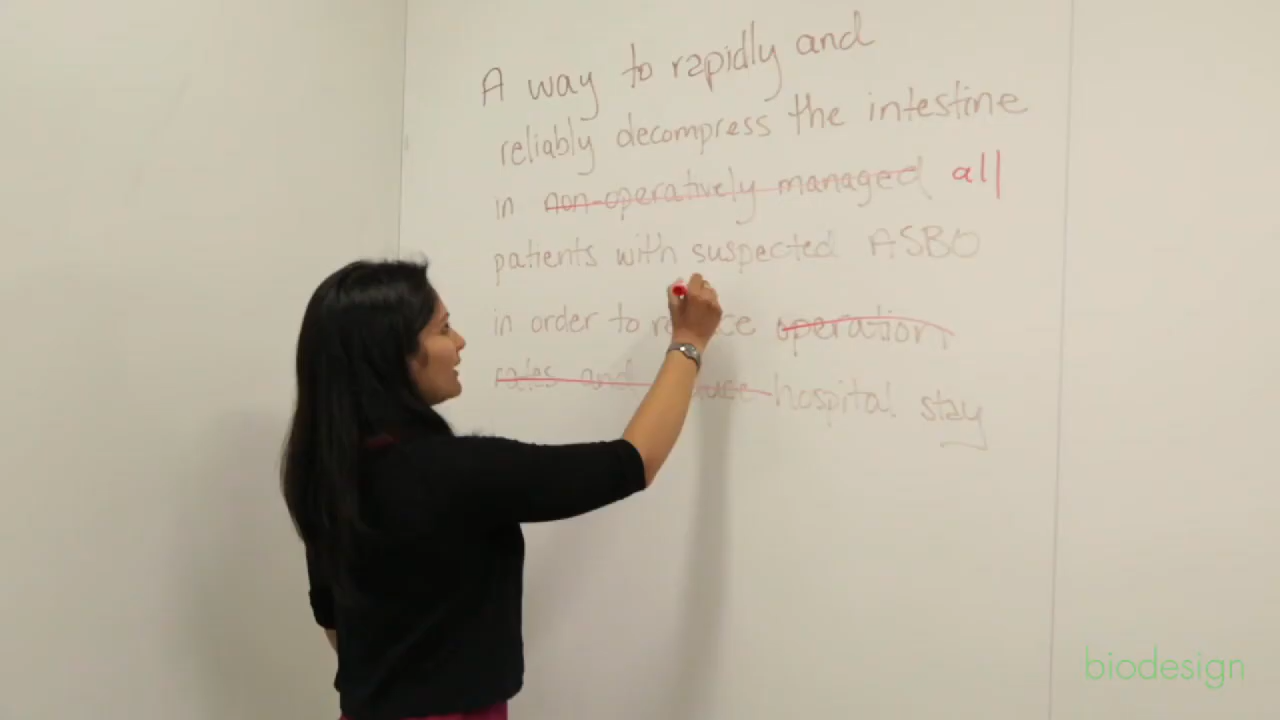 A way to rapidly and
reliably decompress the intestine
in non-operatively managed all
patients with suspected ASBO
in order to reduce operation
rates and reduce hospital stay
biodesign